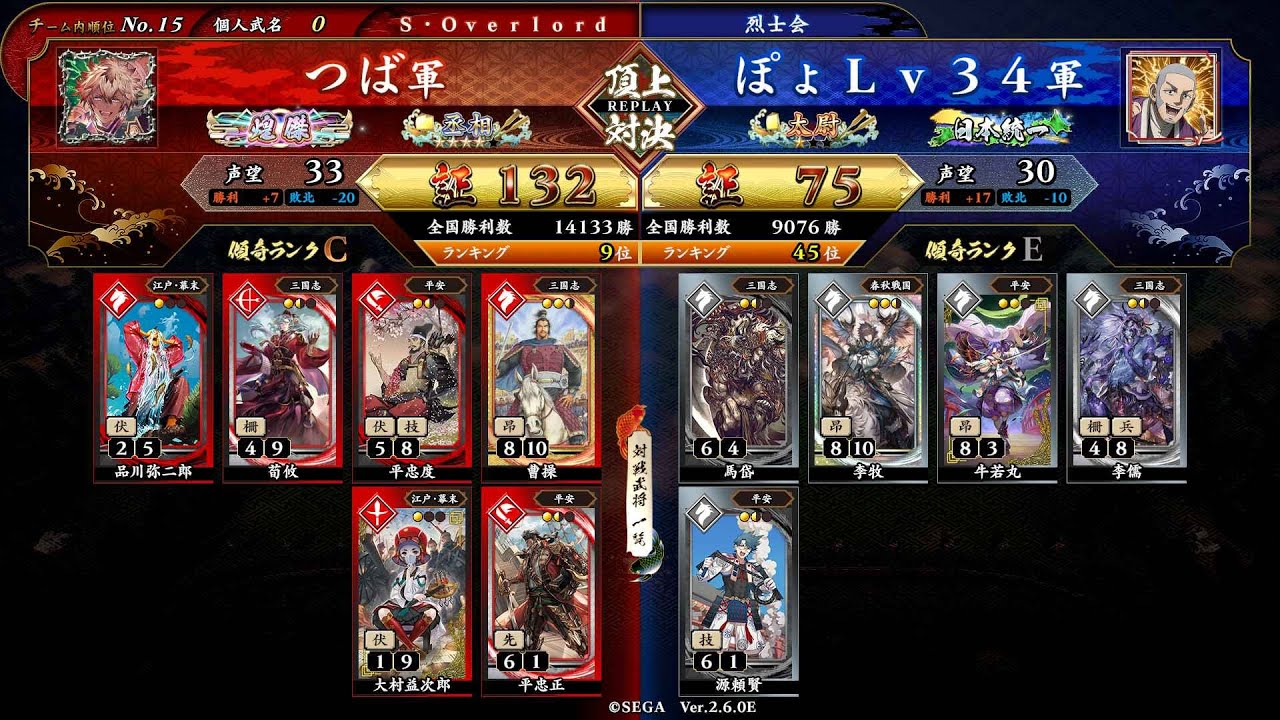 チーム内順位 No.15 個人武名 0 S・Overlord 烈士会
つば軍 頂上 REPLAY 対決 ぽょLv34軍
煌傑 丞相 太尉 日本統一
声望 33 証 132 証 75 声望 30
勝利 +7 敗北 -20 勝利 +17 敗北 -10
全国勝利数 14133勝 全国勝利数 9076勝
傾奇ランクC ランキング 9位 ランキング 45位 傾奇ランクE
江戸・幕末 三国志 平安 三国志 三国志 春秋戦国 平安 三国志
伏 柵 伏 技 昂 昂 昂 柵 兵
2 5 4 9 5 8 8 10 6 4 8 10 8 3 4 8
品川弥二郎 荀攸 平忠度 曹操 馬岱 李牧 牛若丸 李儒
対戦武将一覧
江戸・幕末 平安 平安
伏 先 技
1 9 6 1 6 1
大村益次郎 平忠正 源頼賢
©SEGA Ver.2.6.0E